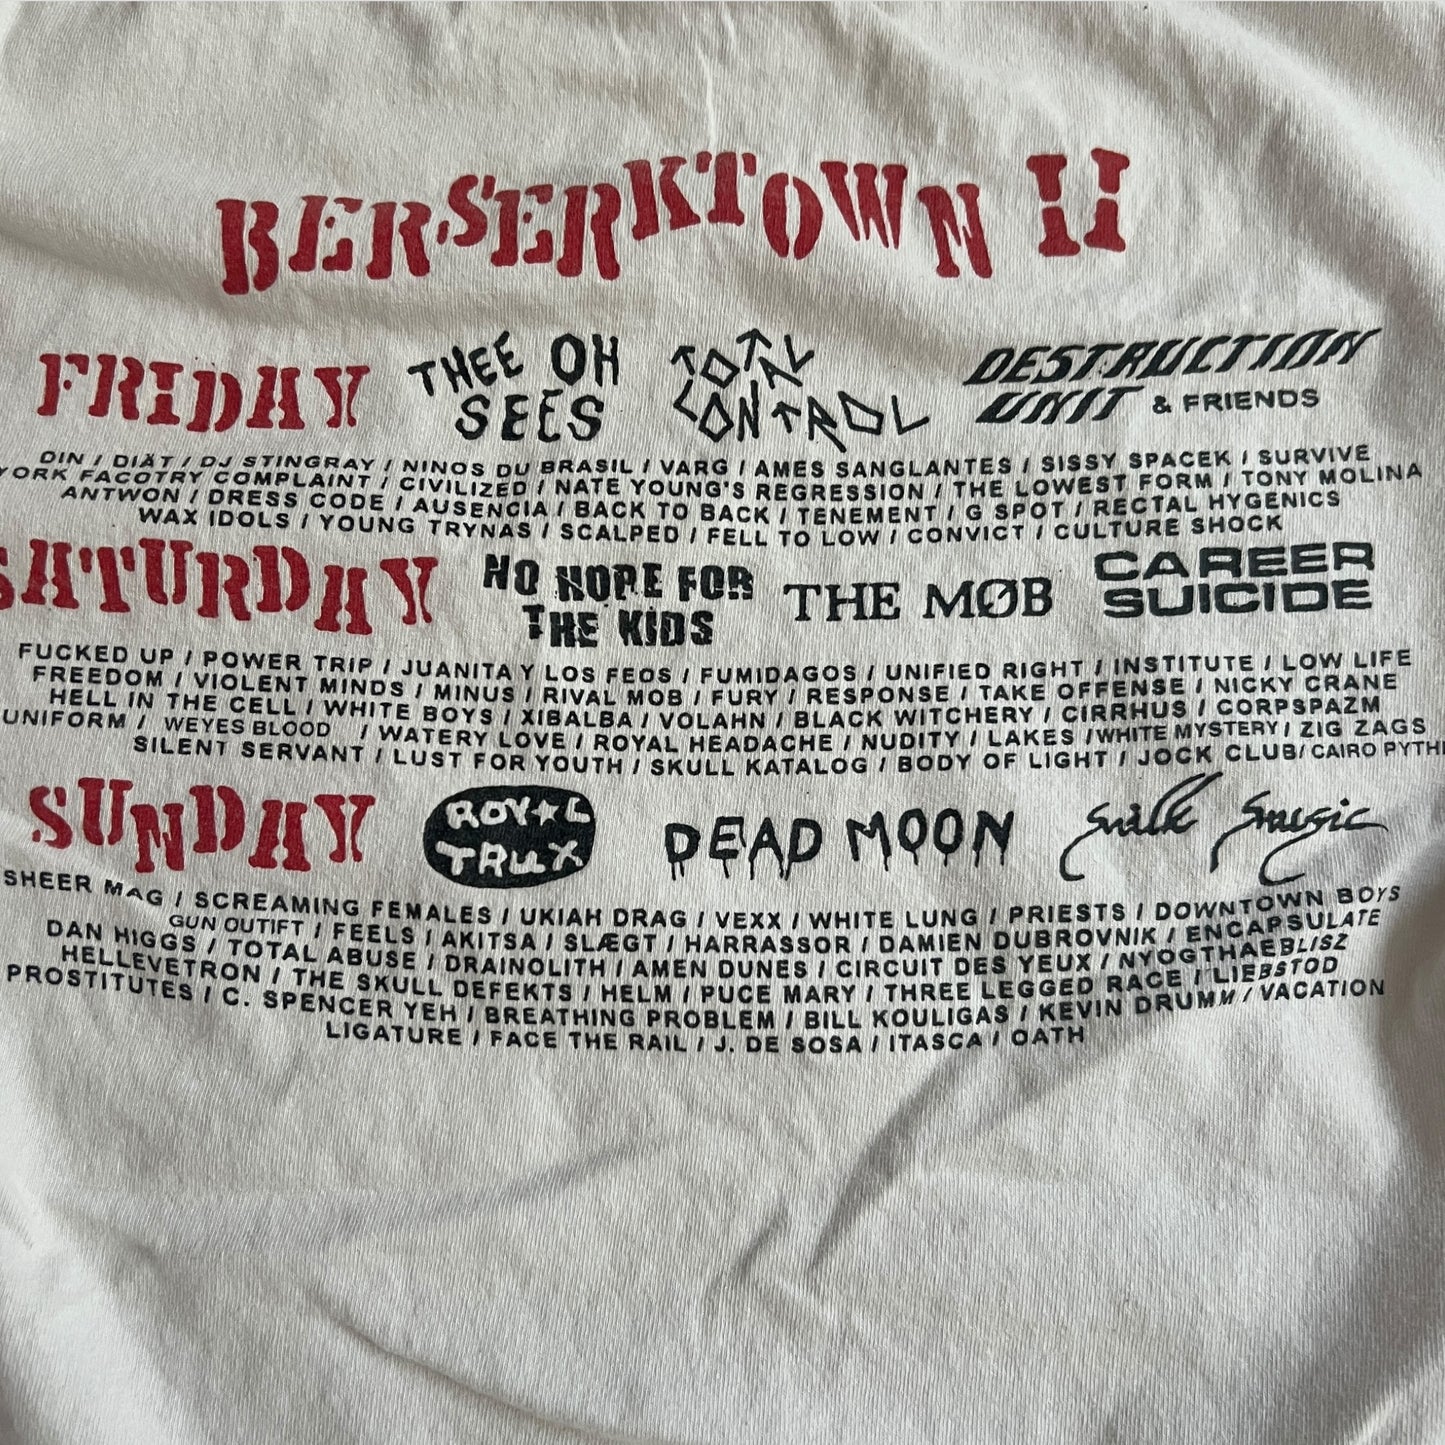 BERSERKTOWN II
FRIDAY
THEE OH
SEES
TOTAL
CONTROL
DESTRUCTION
UNIT & FRIENDS
DIN / DIÄT / DJ STINGRAY / NINOS DU BRASIL / VARG / AMES SANGLANTES / SISSY SPACEK / SURVIVE
YORK FACOTRY COMPLAINT / CIVILIZED / NATE YOUNG'S REGRESSION / THE LOWEST FORM / TONY MOLINA
ANTWON / DRESS CODE / AUSENCIA / BACK TO BACK / TENEMENT / G SPOT / RECTAL HYGENICS
WAX IDOLS / YOUNG TRYNAS / SCALPED / FELL TO LOW / CONVICT / CULTURE SHOCK
SATURDAY
NO HOPE FOR
THE KIDS
THE MØB
CAREER
SUICIDE
FUCKED UP / POWER TRIP / JUANITA Y LOS FEOS / FUMIDAGOS / UNIFIED RIGHT / INSTITUTE / LOW LIFE
FREEDOM / VIOLENT MINDS / MINUS / RIVAL MOB / FURY / RESPONSE / TAKE OFFENSE / NICKY CRANE
HELL IN THE CELL / WHITE BOYS / XIBALBA / VOLAHN / BLACK WITCHERY / CIRRHUS / CORPSPAZM
UNIFORM / WEYES BLOOD / WATERY LOVE / ROYAL HEADACHE / NUDITY / LAKES / WHITE MYSTERY / ZIG ZAGS
SILENT SERVANT / LUST FOR YOUTH / SKULL KATALOG / BODY OF LIGHT / JOCK CLUB / CAIRO PYTHI
SUNDAY
ROYAL
TRUX
DEAD MOON
Milk Music
SHEER MAG / SCREAMING FEMALES / UKIAH DRAG / VEXX / WHITE LUNG / PRIESTS / DOWNTOWN BOYS
GUN OUTIFT / FEELS / AKITSA / SLÆGT / HARRASSOR / DAMIEN DUBROVNIK / ENCAPSULATE
DAN HIGGS / TOTAL ABUSE / DRAINOLITH / AMEN DUNES / CIRCUIT DES YEUX / NYOGTHAEBLISZ
HELLEVETRON / THE SKULL DEFEKTS / HELM / PUCE MARY / THREE LEGGED RACE / LIEBSTOD
PROSTITUTES / C. SPENCER YEH / BREATHING PROBLEM / BILL KOULIGAS / KEVIN DRUMM / VACATION
LIGATURE / FACE THE RAIL / J. DE SOSA / ITASCA / OATH